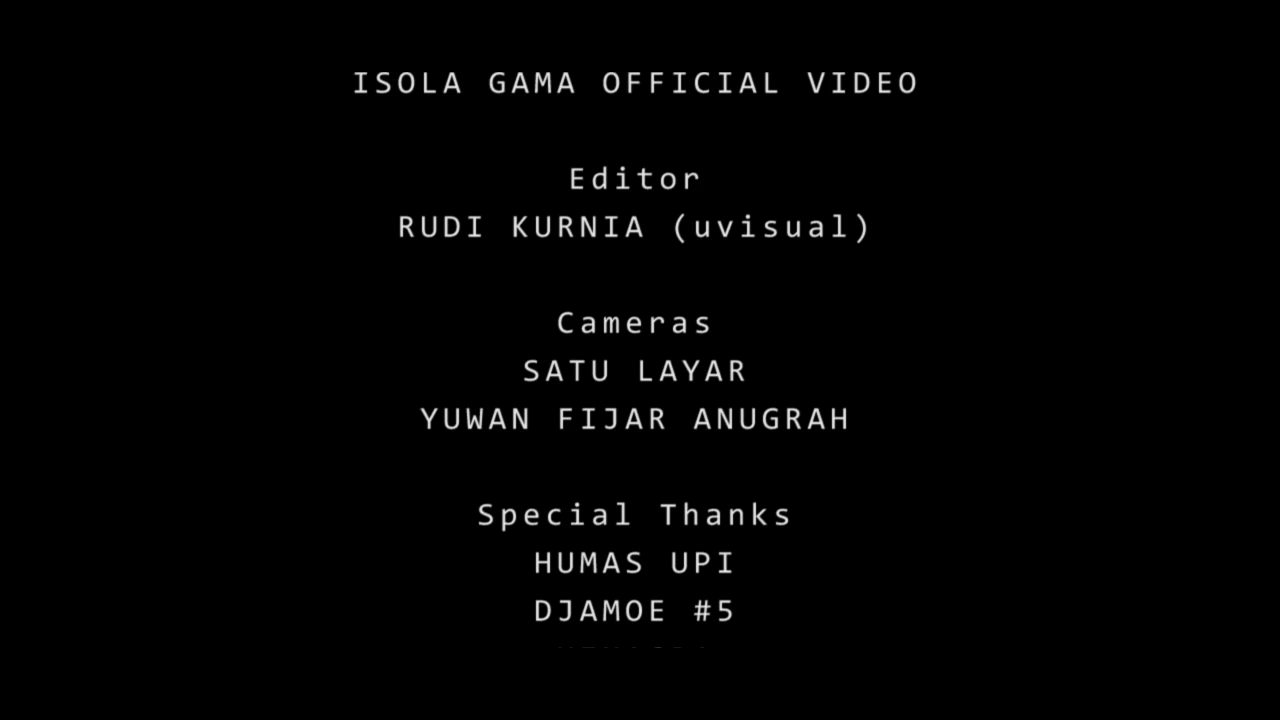 ISOLA GAMA OFFICIAL VIDEO
Editor
RUDI KURNIA (uvisual)
Cameras
SATU LAYAR
YUWAN FIJAR ANUGRAH
Special Thanks
HUMAS UPI
DJAMOE #5